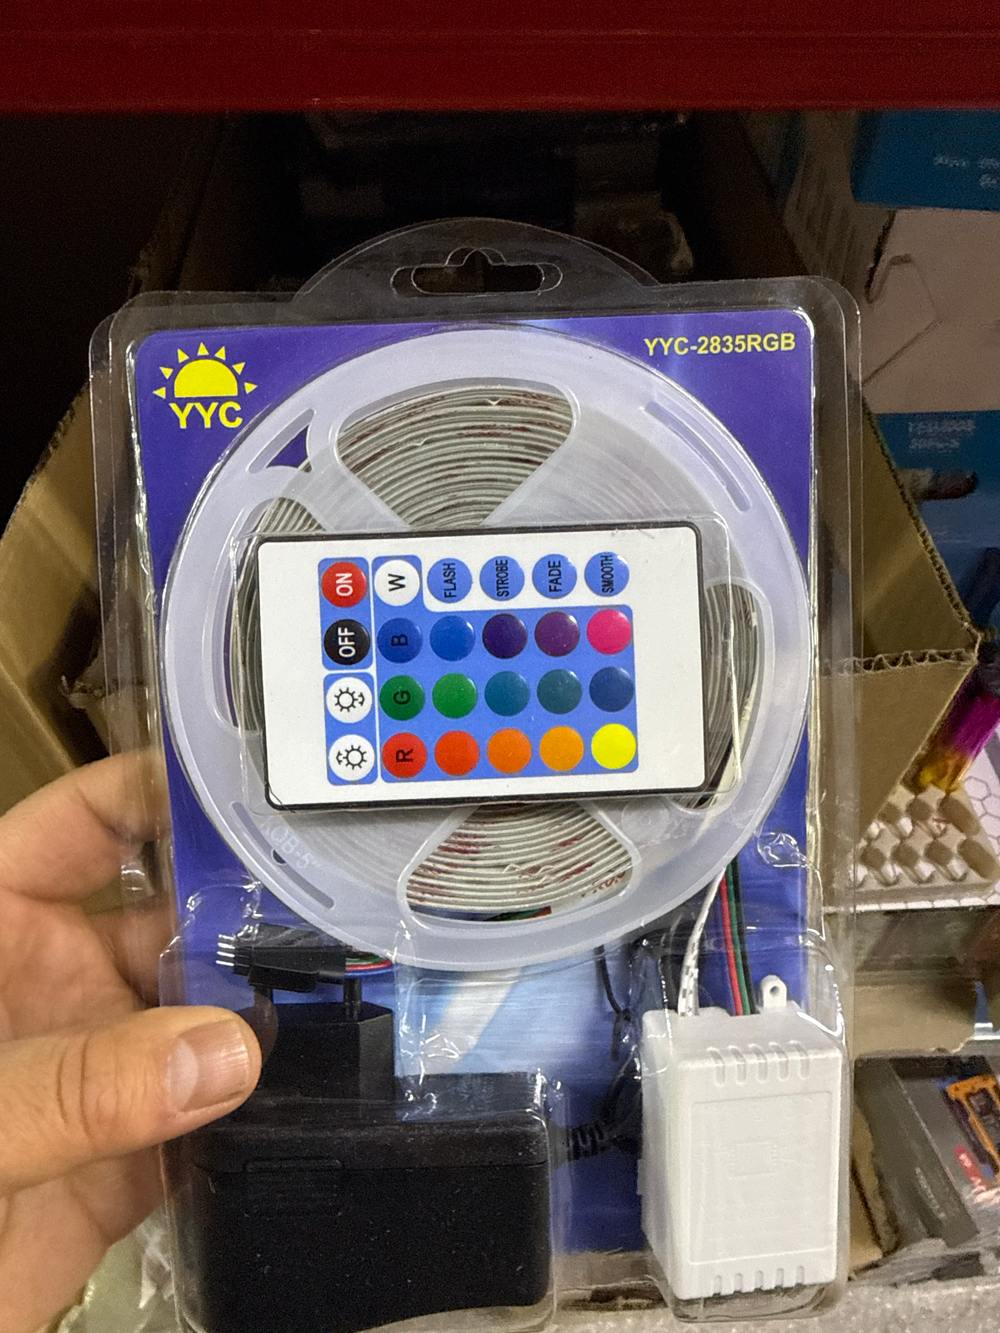 YYC-2835RGB
YYC
ON
W
FLASH
STROBE
FADE
SMOOTH
OFF
B
G
R